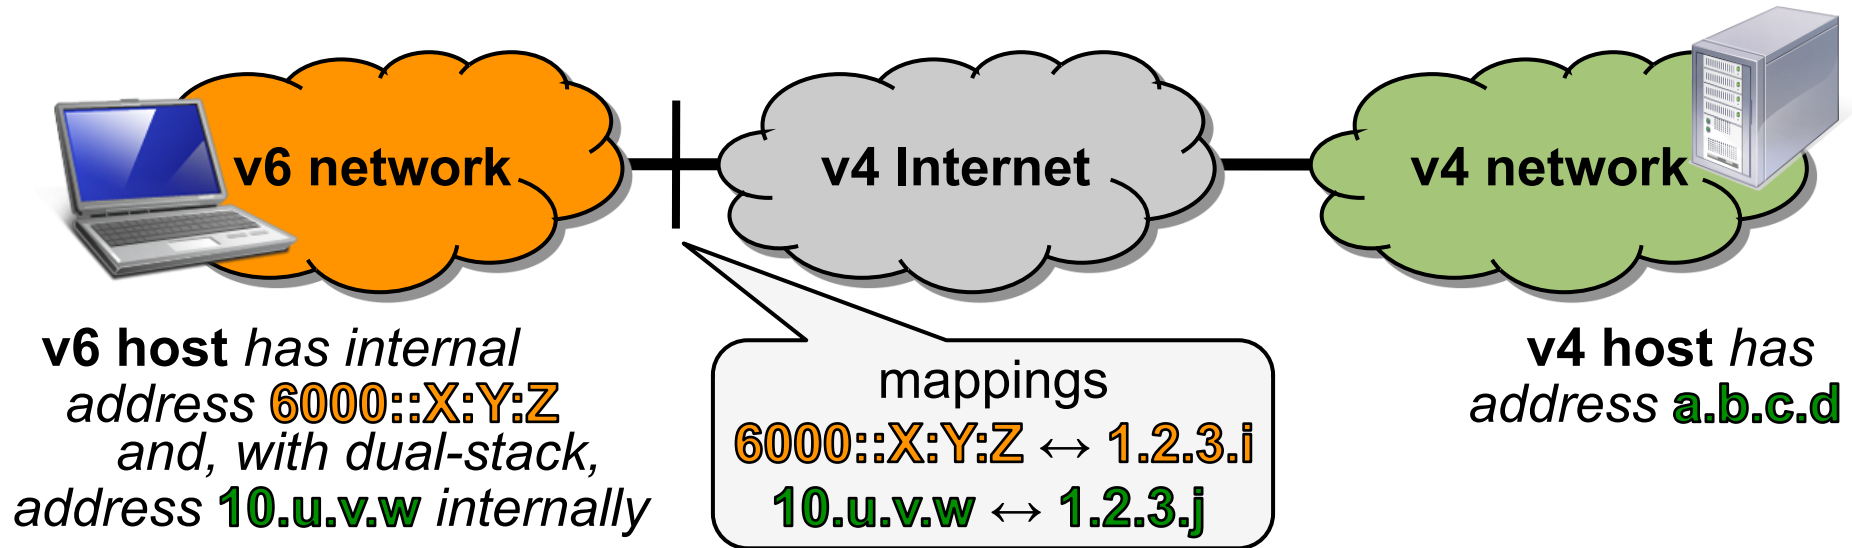 v6 network
v4 Internet
v4 network
v6 host has internal
address 6000::X:Y:Z
and, with dual-stack,
address 10.u.v.w internally
mappings
6000::X:Y:Z ↔ 1.2.3.i
10.u.v.w ↔ 1.2.3.j
v4 host has
address a.b.c.d